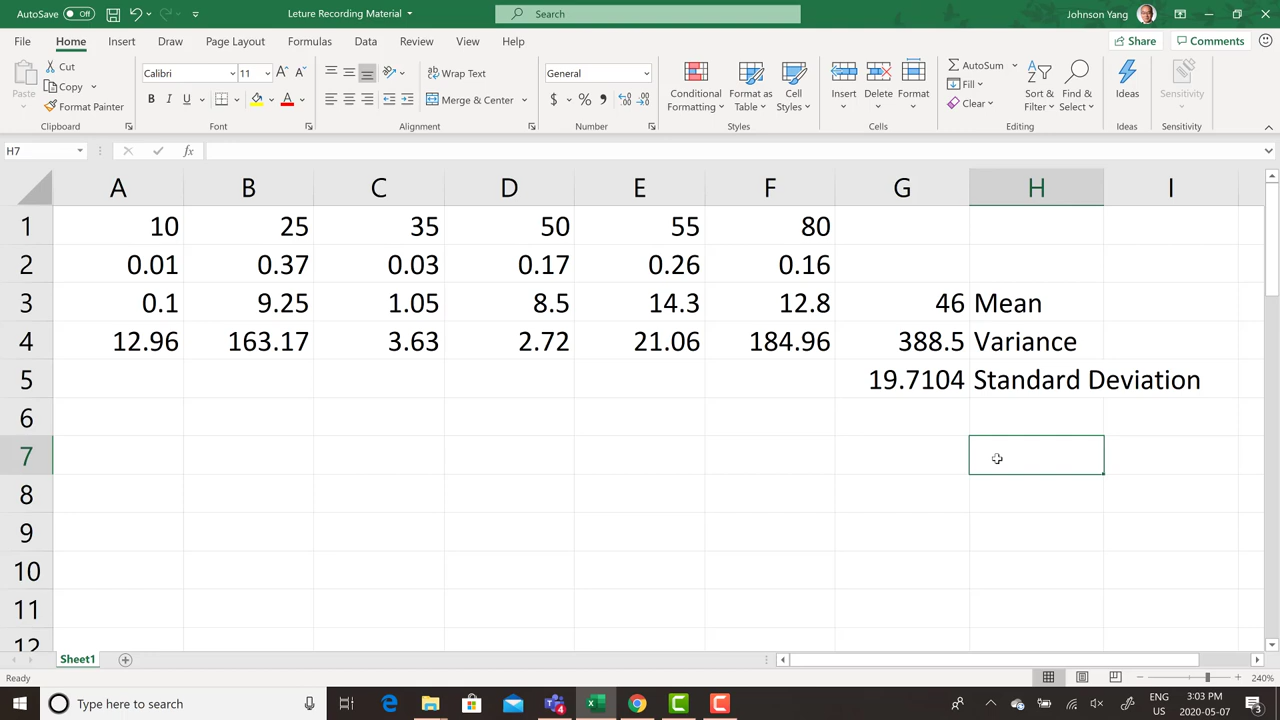 AutoSave Off Leture Recording Material Search Johnson Yang
File Home Insert Draw Page Layout Formulas Data Review View Help Share Comments
Paste Cut Copy Format Painter
Calibri 11 B I U
Wrap Text Merge & Center
General $ % ,
Conditional Formatting Format as Table Cell Styles
Insert Delete Format
AutoSum Fill Clear Sort & Filter Find & Select
Ideas Sensitivity
Clipboard Font Alignment Number Styles Cells Editing Ideas Sensitivity
H7 fx
A B C D E F G H I
1 10 25 35 50 55 80
2 0.01 0.37 0.03 0.17 0.26 0.16
3 0.1 9.25 1.05 8.5 14.3 12.8 46 Mean
4 12.96 163.17 3.63 2.72 21.06 184.96 388.5 Variance
5 19.7104 Standard Deviation
6
7
8
9
10
11
12
Sheet1
Ready 240%
Type here to search ENG US 3:03 PM 2020-05-07 3